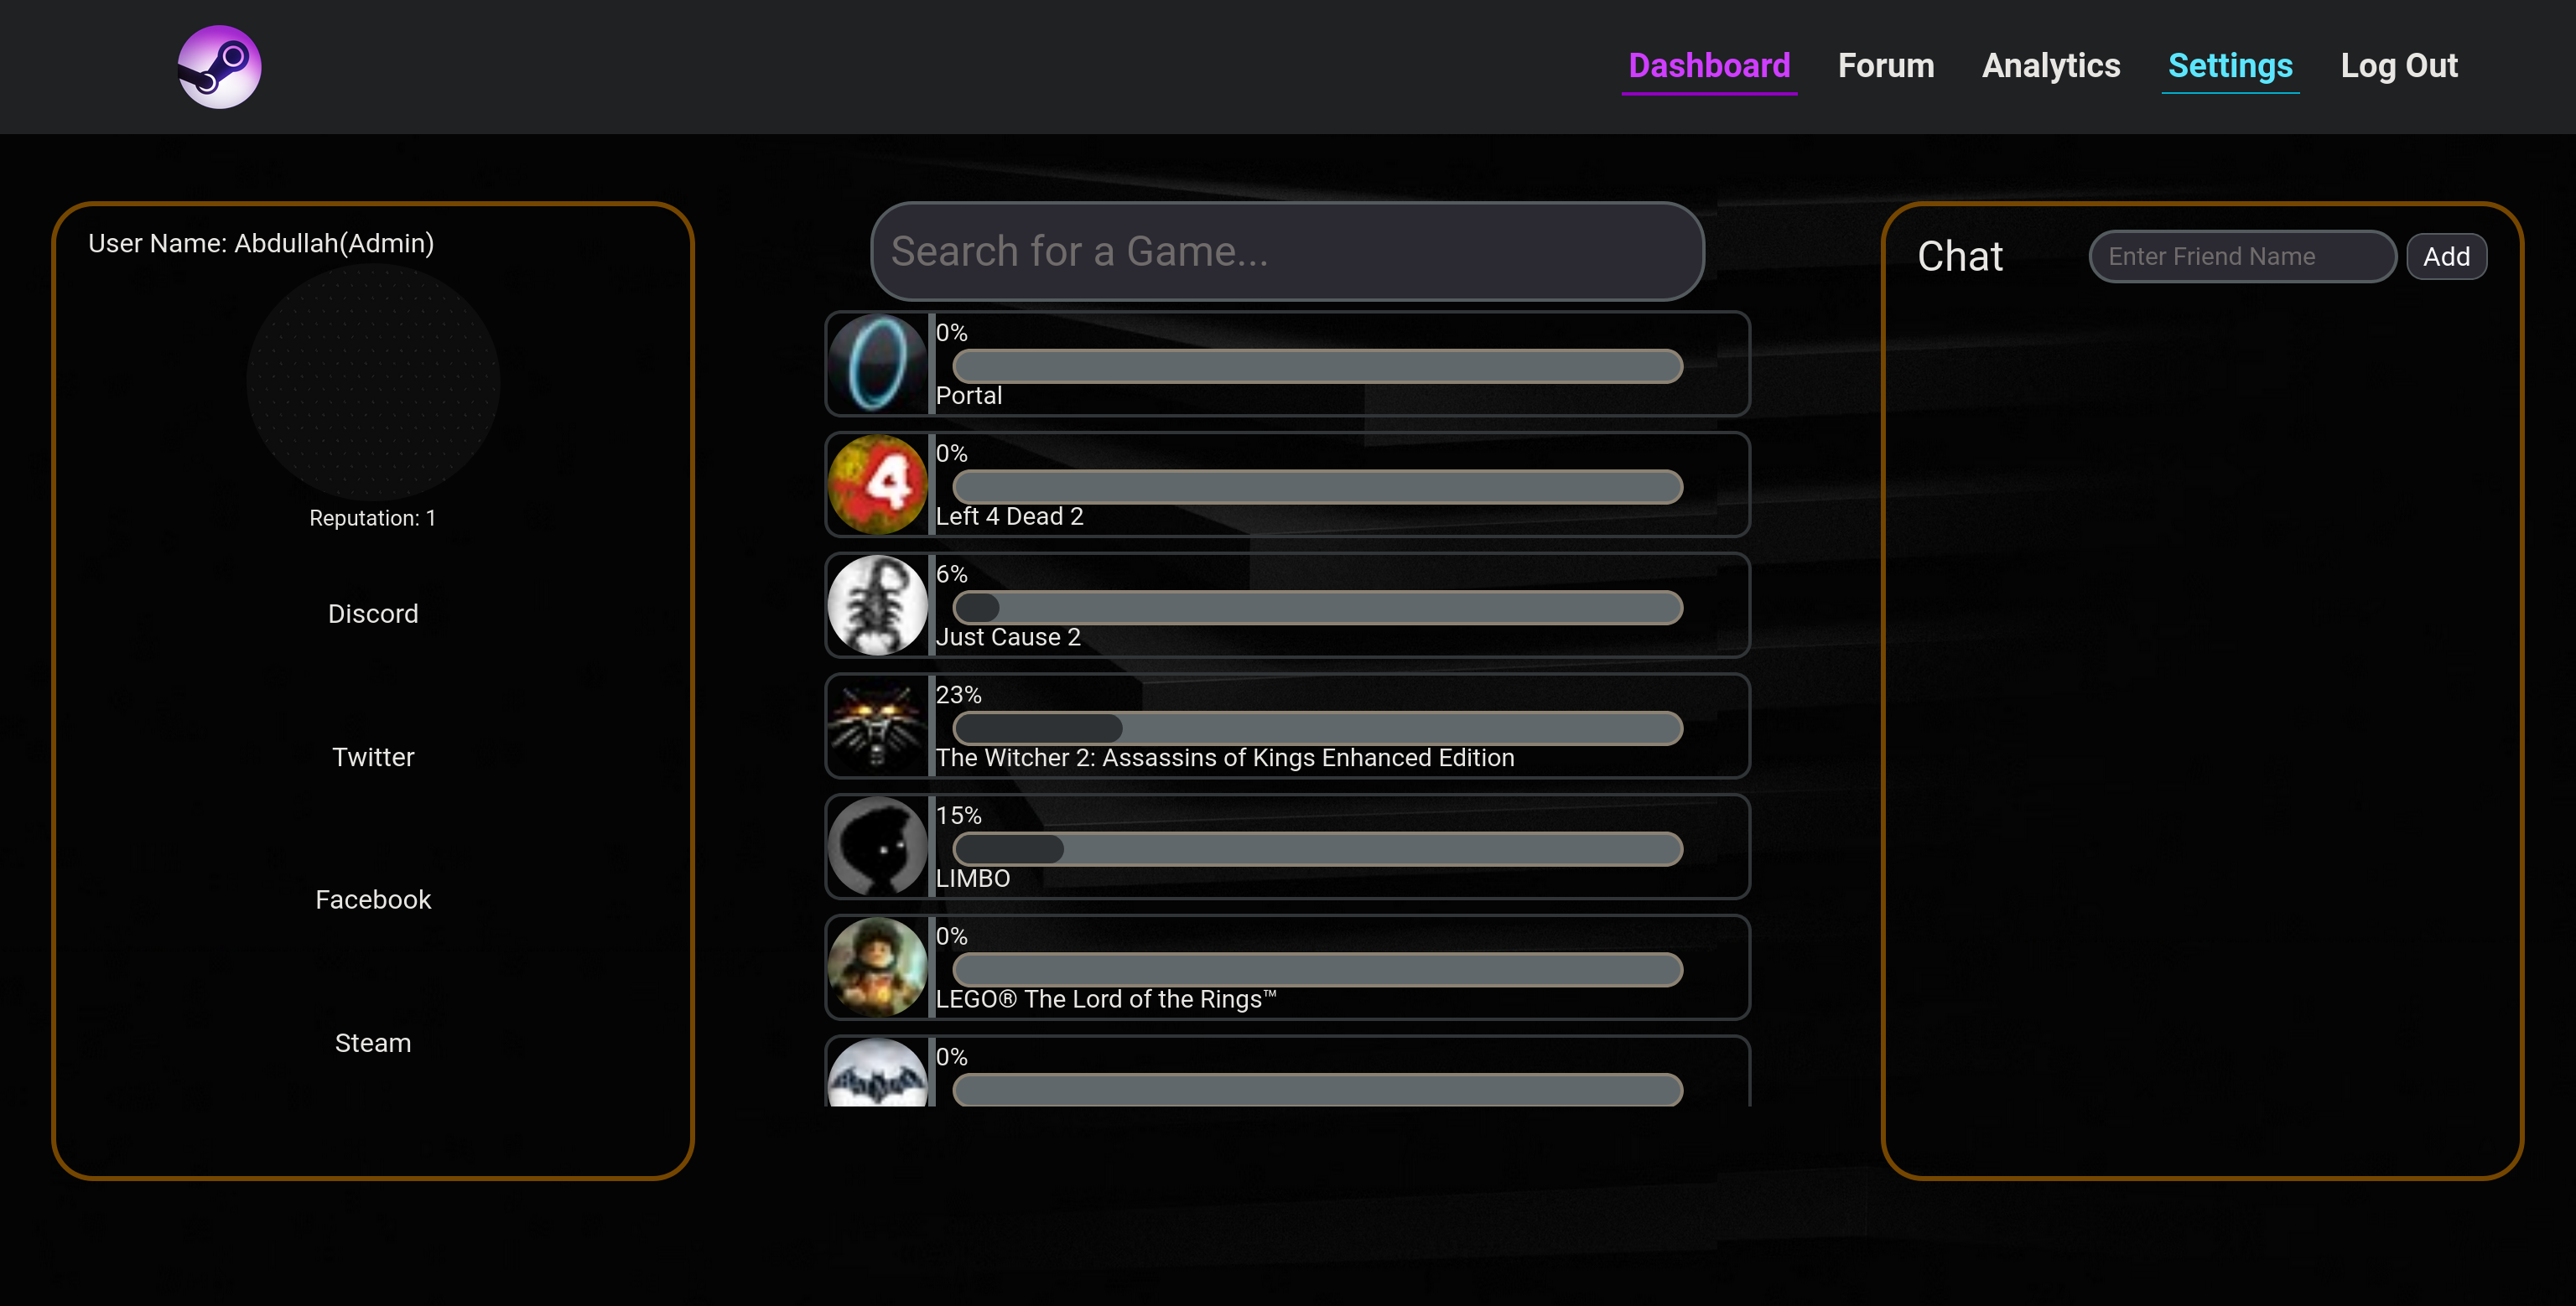 Dashboard Forum Analytics Settings Log Out
User Name: Abdullah(Admin)
Reputation: 1
Discord
Twitter
Facebook
Steam
Search for a Game...
0%
Portal
0%
Left 4 Dead 2
6%
Just Cause 2
23%
The Witcher 2: Assassins of Kings Enhanced Edition
15%
LIMBO
0%
LEGO® The Lord of the Rings™
0%
Chat Enter Friend Name Add